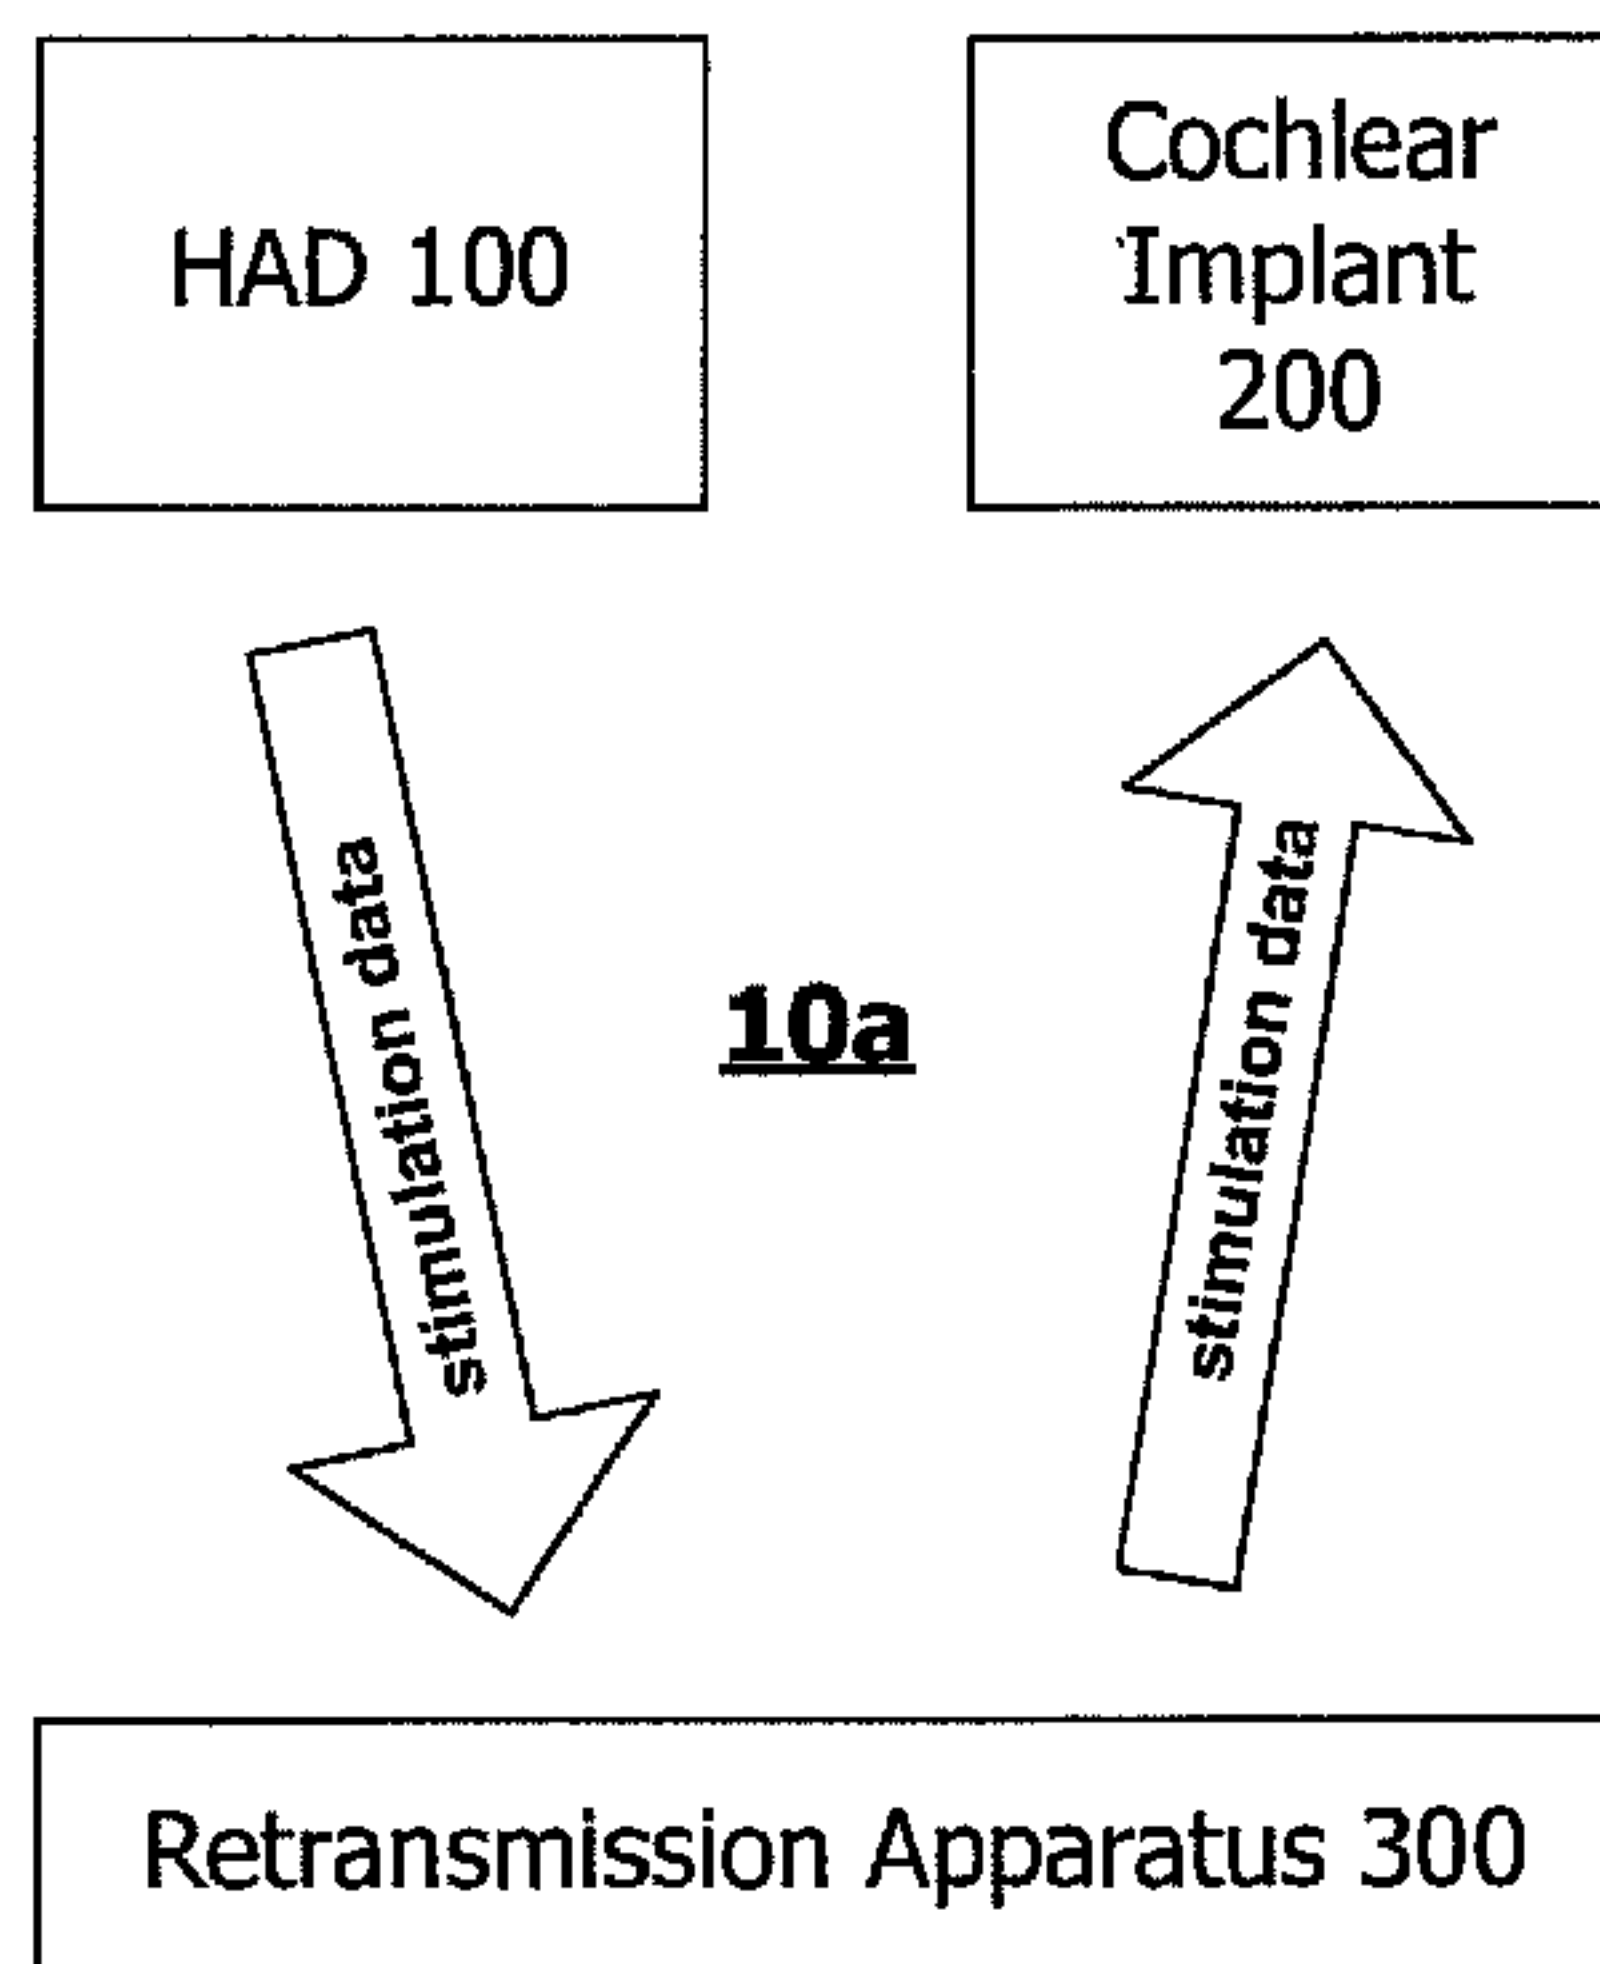 HAD 100
Cochlear
Implant
200
stimulation data
10a
stimulation data
Retransmission Apparatus 300